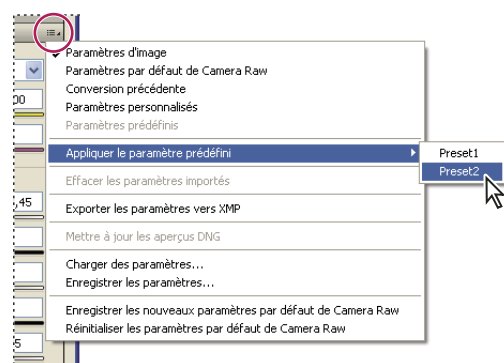 Paramètres d'image
Paramètres par défaut de Camera Raw
Conversion précédente
00
Paramètres personnalisés
Paramètres prédéfinis
Appliquer le paramètre prédéfini
Preset1
Preset2
Effacer les paramètres importés
,45
Exporter les paramètres vers XMP
Mettre à jour les aperçus DNG
Charger des paramètres...
Enregistrer les paramètres...
Enregistrer les nouveaux paramètres par défaut de Camera Raw
Réinitialiser les paramètres par défaut de Camera Raw
5